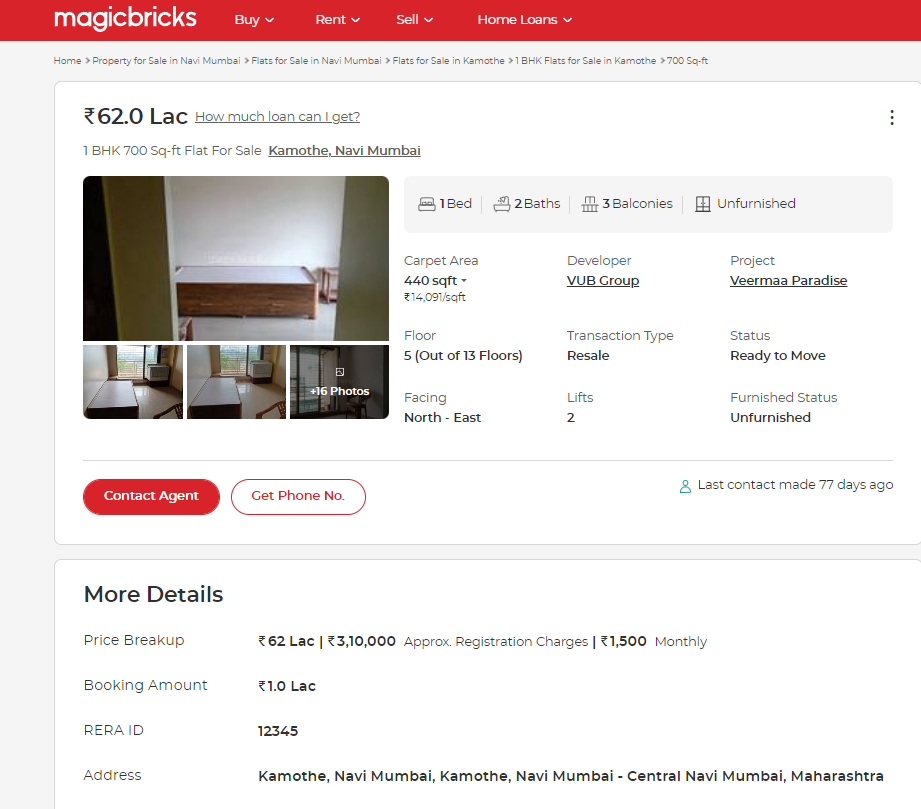 magicbricks Buy Rent Sell Home Loans
Home > Property for Sale in Navi Mumbai > Flats for Sale in Navi Mumbai > Flats for Sale in Kamothe > 1 BHK Flats for Sale in Kamothe > 700 Sq-ft
₹62.0 Lac How much loan can I get?
1 BHK 700 Sq-ft Flat For Sale Kamothe, Navi Mumbai
1 Bed 2 Baths 3 Balconies Unfurnished
Carpet Area Developer Project
440 sqft VUB Group Veermaa Paradise
₹14,091/sqft
Floor Transaction Type Status
5 (Out of 13 Floors) Resale Ready to Move
+16 Photos
Facing Lifts Furnished Status
North - East 2 Unfurnished
Contact Agent Get Phone No. Last contact made 77 days ago
More Details
Price Breakup ₹62 Lac | ₹3,10,000 Approx. Registration Charges | ₹1,500 Monthly
Booking Amount ₹1.0 Lac
RERA ID 12345
Address Kamothe, Navi Mumbai, Kamothe, Navi Mumbai - Central Navi Mumbai, Maharashtra